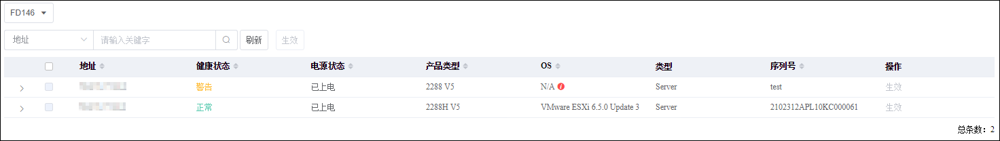 FD146
地址 请输入关键字 刷新 生效
地址 健康状态 电源状态 产品类型 OS 类型 序列号 操作
警告 已上电 2288 V5 N/A Server test 生效
正常 已上电 2288H V5 VMware ESXi 6.5.0 Update 3 Server 2102312APL10KC000061 生效
总条数：2